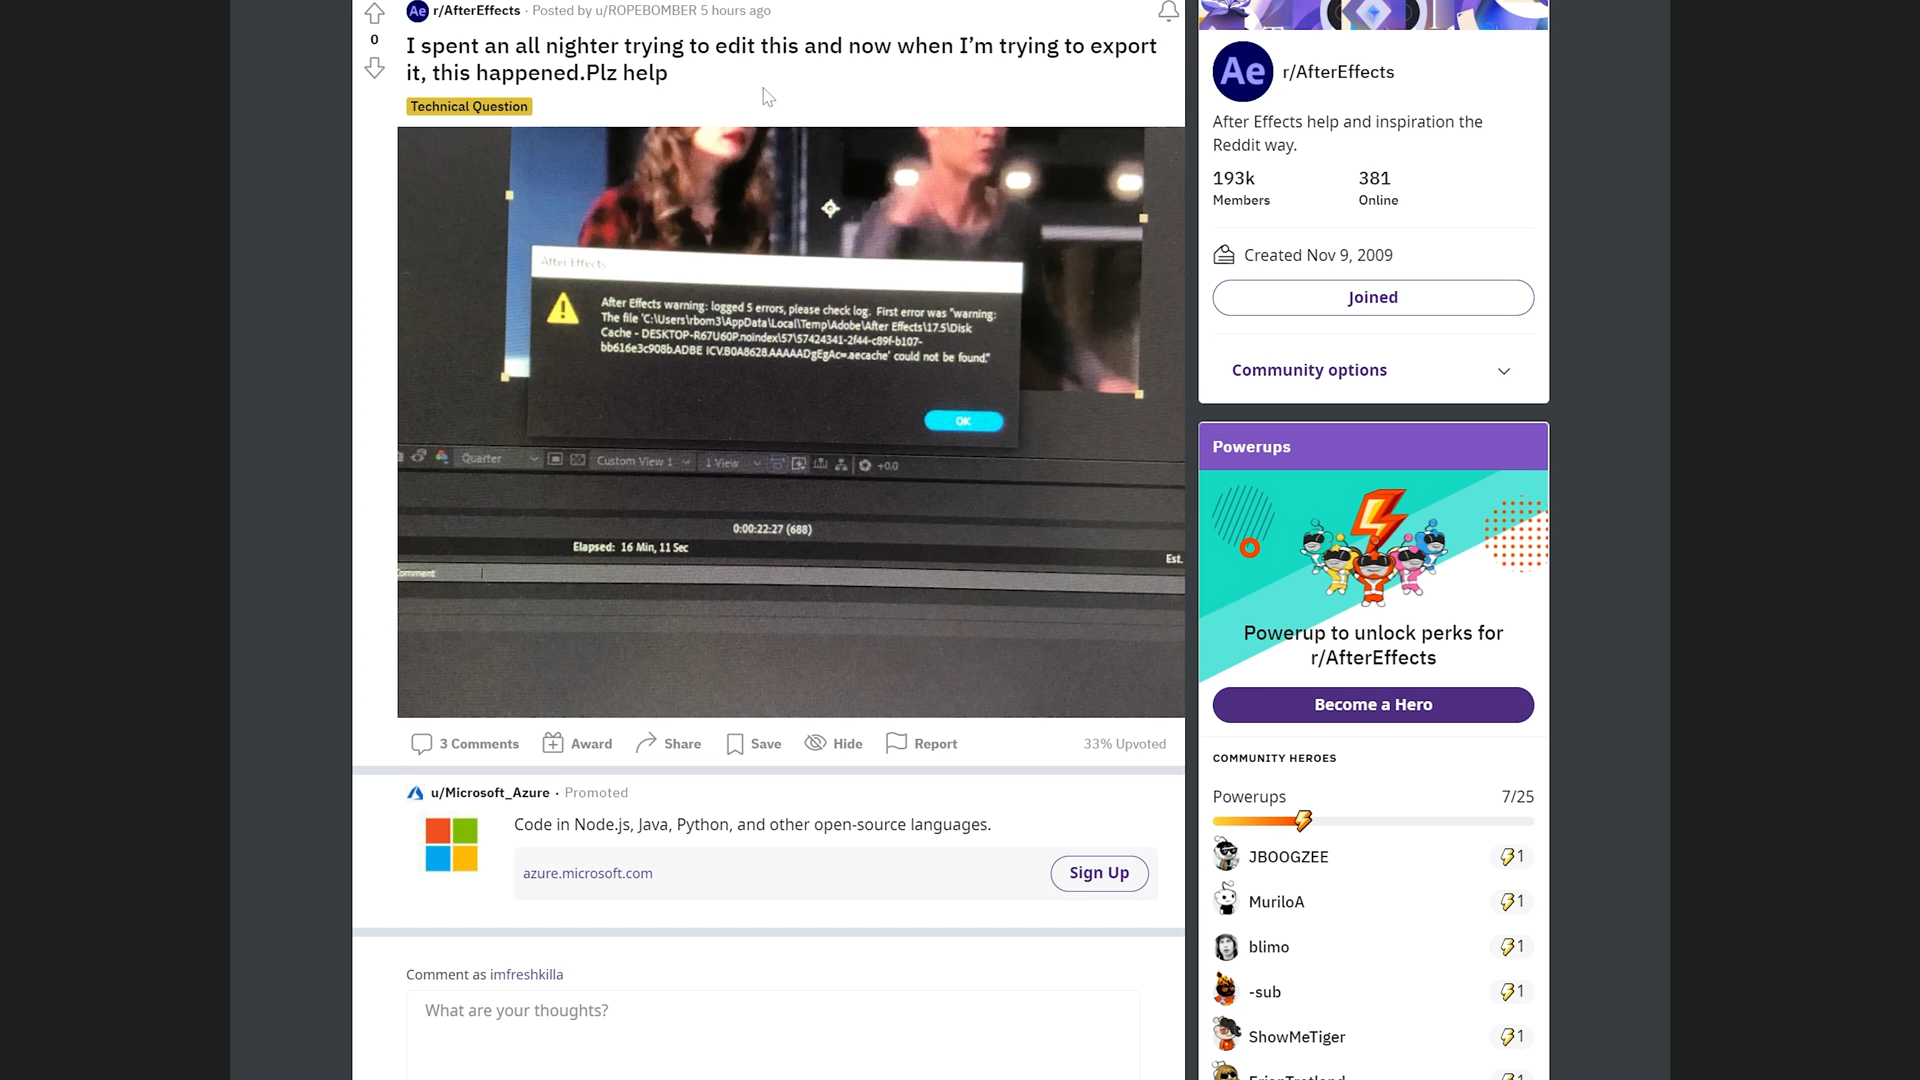 r/AfterEffects · Posted by u/ROPEBOMBER 5 hours ago
0
I spent an all nighter trying to edit this and now when I’m trying to export
it, this happened.Plz help
Technical Question
After Effects
After Effects warning: logged 5 errors, please check log. First error was "warning:
The file 'C:\Users\rbom3\AppData\Local\Temp\Adobe\After Effects\17.5\Disk
Cache - DESKTOP-R67U60P.noindex\57\57424341-2f44-c89f-b107-
bb616e3c908b.ADBE ICV.B0A8628.AAAAADgEgAc=.aecache' could not be found."
OK
Quarter
Custom View 1
1 View
+0.0
0:00:22:27 (688)
Elapsed: 16 Min, 11 Sec
Est.
Comment
3 Comments
Award
Share
Save
Hide
Report
33% Upvoted
u/Microsoft_Azure · Promoted
Code in Node.js, Java, Python, and other open-source languages.
azure.microsoft.com
Sign Up
Comment as imfreshkilla
What are your thoughts?
Ae
r/AfterEffects
After Effects help and inspiration the
Reddit way.
193k
Members
381
Online
Created Nov 9, 2009
Joined
Community options
Powerups
Powerup to unlock perks for
r/AfterEffects
Become a Hero
COMMUNITY HEROES
Powerups
7/25
JBOOGZEE
1
MuriloA
1
blimo
1
-sub
1
ShowMeTiger
1